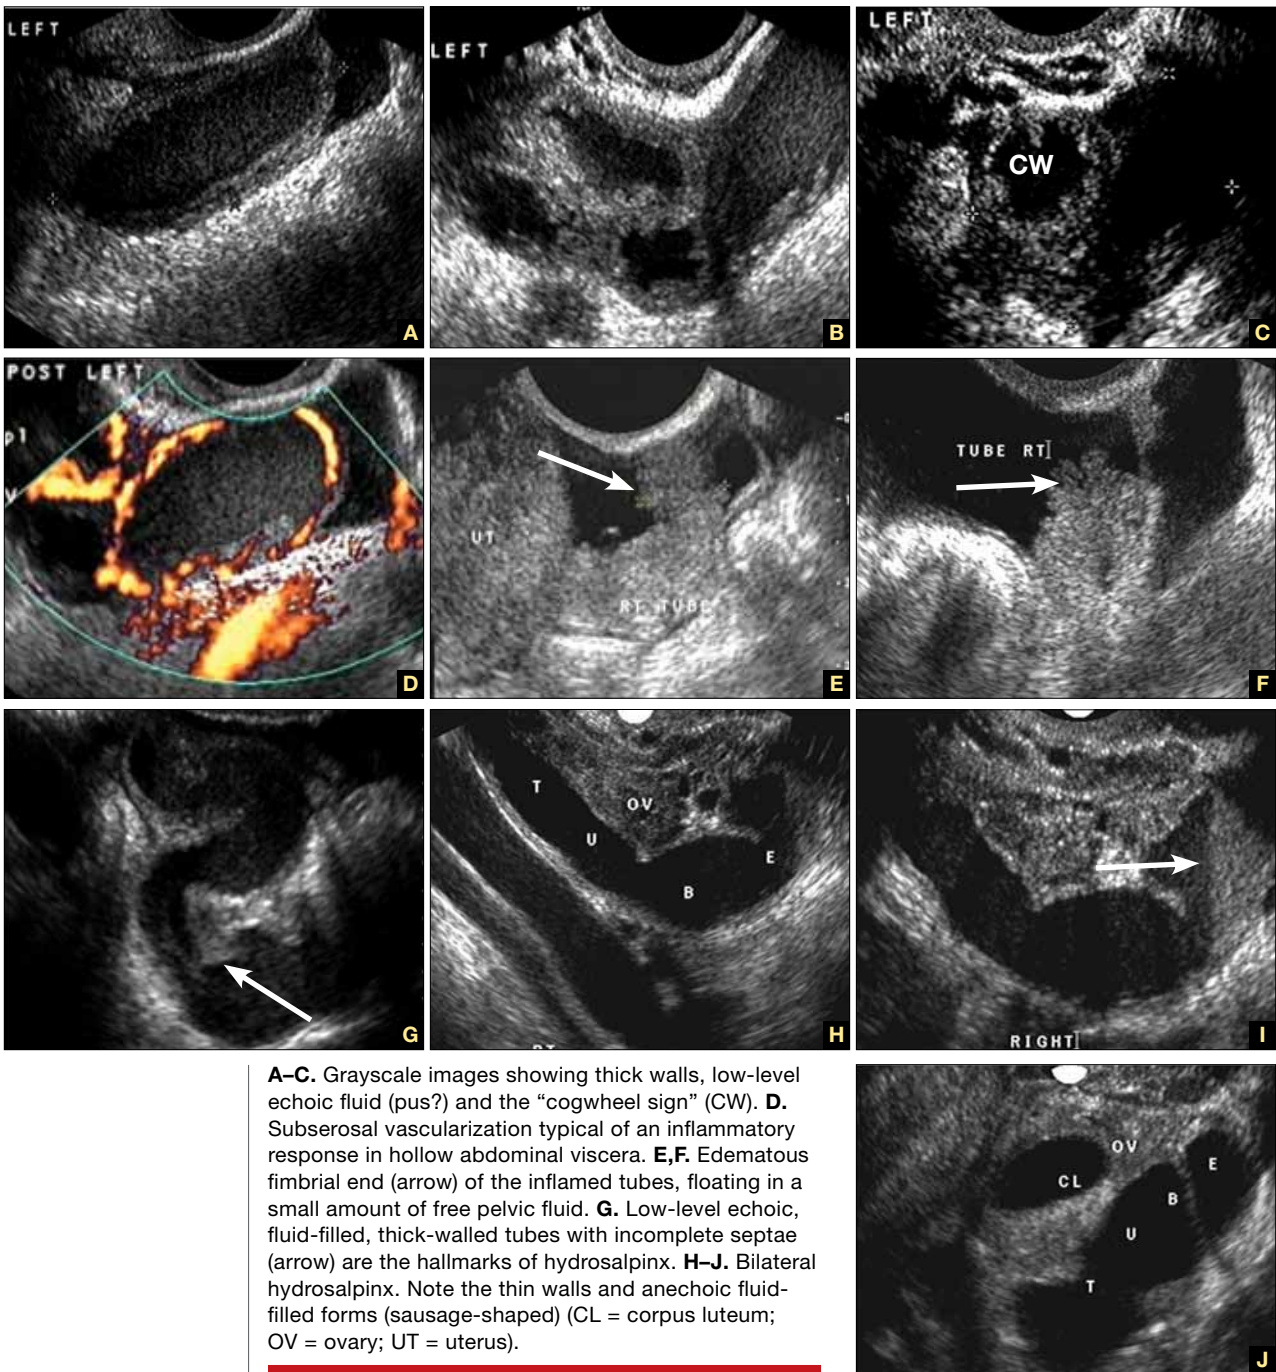 LEFT
A
LEFT
B
LEFT
CW
C
POST LEFT
p1
V
D
UT
RT TUBE
E
TUBE RT
F
G
T
OV
U
E
B
H
RIGHT
I
A–C. Grayscale images showing thick walls, low-level
echoic fluid (pus?) and the “cogwheel sign” (CW). D.
Subserosal vascularization typical of an inflammatory
response in hollow abdominal viscera. E,F. Edematous
fimbrial end (arrow) of the inflamed tubes, floating in a
small amount of free pelvic fluid. G. Low-level echoic,
fluid-filled, thick-walled tubes with incomplete septae
(arrow) are the hallmarks of hydrosalpinx. H–J. Bilateral
hydrosalpinx. Note the thin walls and anechoic fluid-
filled forms (sausage-shaped) (CL = corpus luteum;
OV = ovary; UT = uterus).
OV
E
CL
B
U
T
J